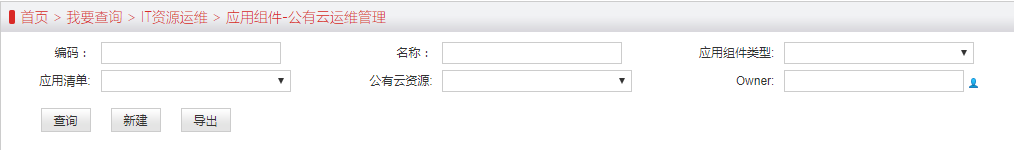 首页 > 我要查询 > IT资源运维 > 应用组件-公有云运维管理
编码： 名称： 应用组件类型:
应用清单: 公有云资源: Owner:
查询 新建 导出